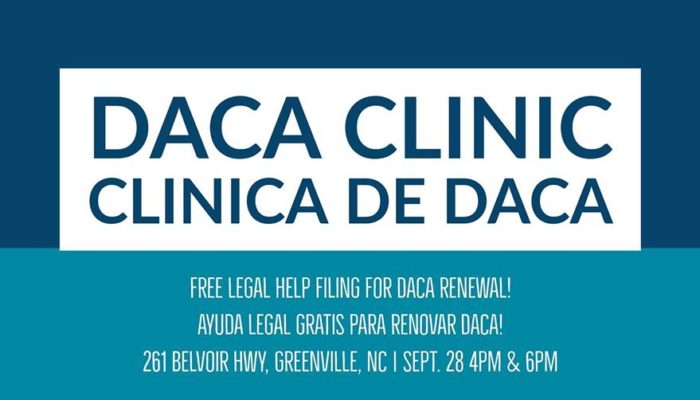 DACA CLINIC
CLINICA DE DACA
FREE LEGAL HELP FILING FOR DACA RENEWAL!
AYUDA LEGAL GRATIS PARA RENOVAR DACA!
261 BELVOIR HWY, GREENVILLE, NC | SEPT. 28 4PM & 6PM